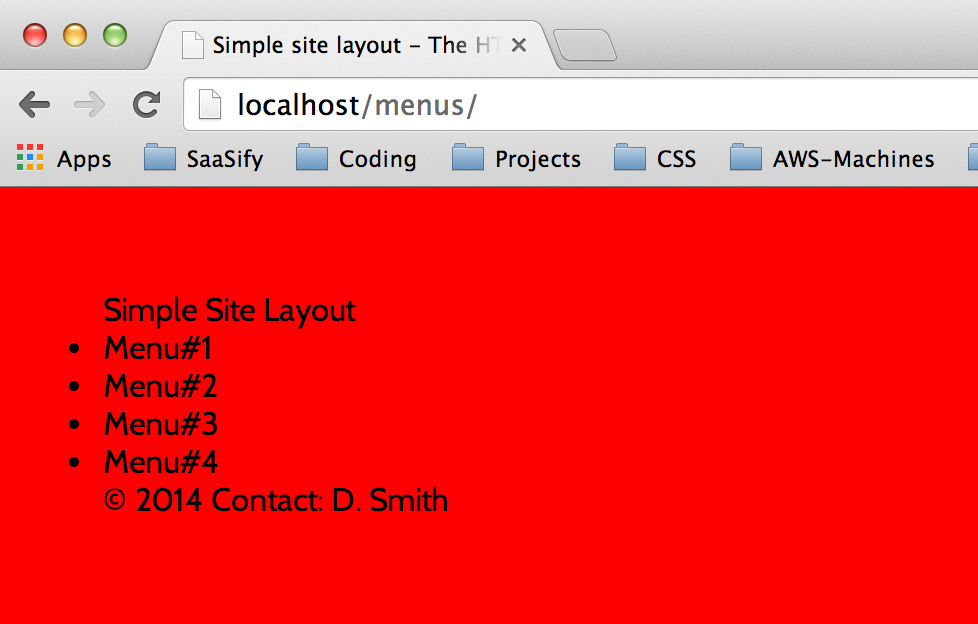 Simple site layout – The HT
localhost/menus/
Apps SaaSify Coding Projects CSS AWS-Machines
Simple Site Layout
• Menu#1
• Menu#2
• Menu#3
• Menu#4
© 2014 Contact: D. Smith